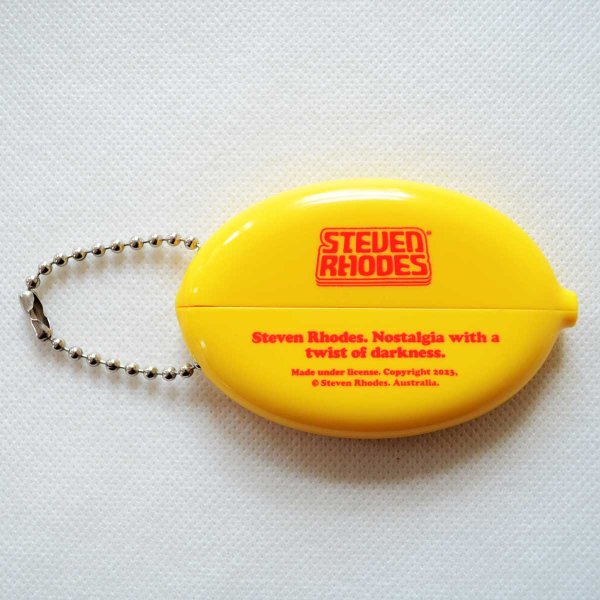 STEVEN
RHODES
Steven Rhodes. Nostalgia with a
twist of darkness.
Made under license. Copyright 2023,
© Steven Rhodes. Australia.